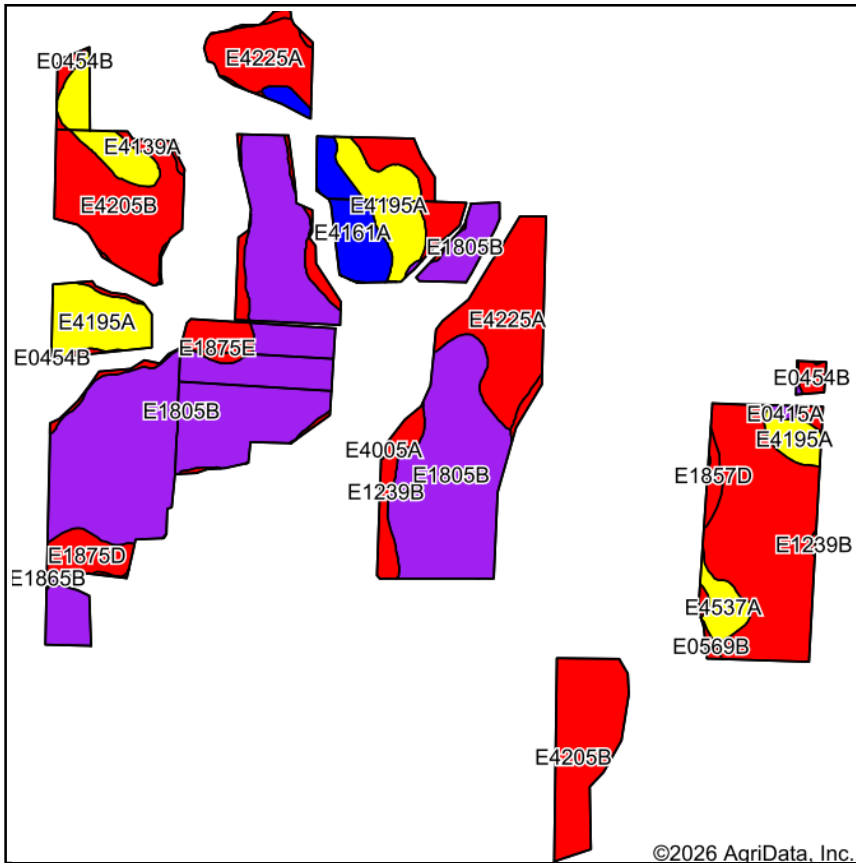 E0454B
E4225A
E4139A
E4205B
E4195A
E4161A
E1805B
E4195A
E0454B
E1875E
E4225A
E1805B
E0454B
E0415A
E4195A
E4005A
E1805B
E1857D
E1239B
E1239B
E1875D
E1865B
E4537A
E0569B
E4205B
©2026 AgriData, Inc.